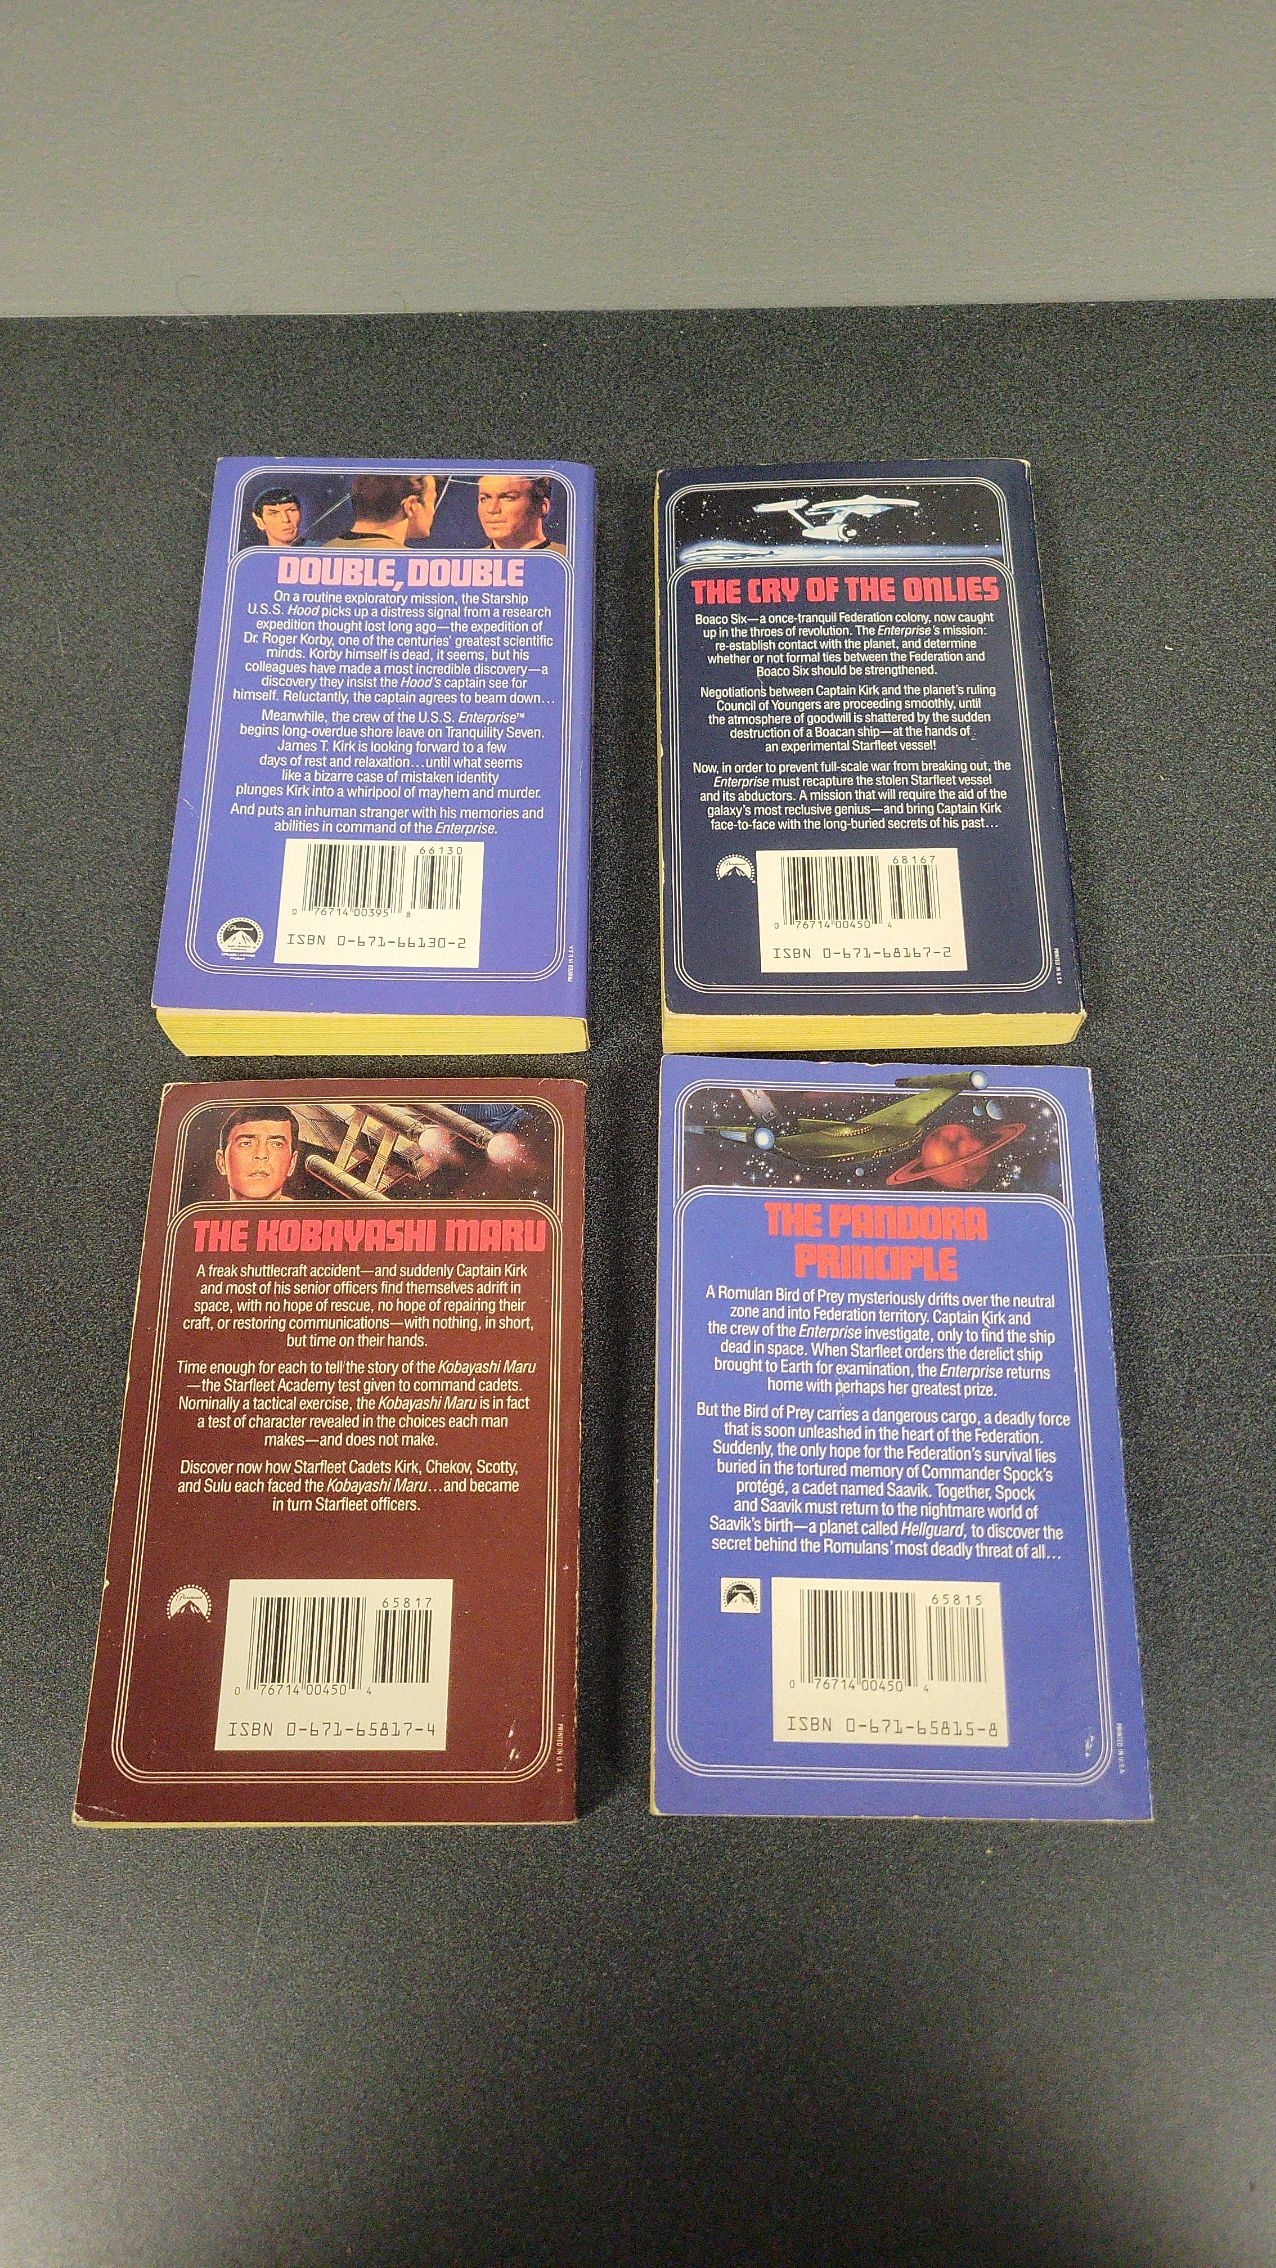 DOUBLE, DOUBLE
On a routine exploratory mission, the Starship
U.S.S. Hood picks up a distress signal from a research
expedition thought lost long ago—the expedition of
Dr. Roger Korby, one of the centuries' greatest scientific
minds. Korby himself is dead, it seems, but his
colleagues have made a most incredible discovery—a
discovery they insist the Hood's captain see for
himself. Reluctantly, the captain agrees to beam down...
Meanwhile, the crew of the U.S.S. Enterprise™
begins long-overdue shore leave on Tranquility Seven.
James T. Kirk is looking forward to a few
days of rest and relaxation...until what seems
like a bizarre case of mistaken identity
plunges Kirk into a whirlpool of mayhem and murder.
And puts an inhuman stranger with his memories and
abilities in command of the Enterprise.
66130
0 76714 00395 8
ISBN 0-671-66130-2
Paramount
PRINTED IN U.S.A.
THE CRY OF THE ONLIES
Boaco Six—a once-tranquil Federation colony, now caught
up in the throes of revolution. The Enterprise's mission:
re-establish contact with the planet, and determine
whether or not formal ties between the Federation and
Boaco Six should be strengthened.
Negotiations between Captain Kirk and the planet's ruling
Council of Youngers are proceeding smoothly, until
the atmosphere of goodwill is shattered by the sudden
destruction of a Boacan ship—at the hands of
an experimental Starfleet vessel!
Now, in order to prevent full-scale war from breaking out, the
Enterprise must recapture the stolen Starfleet vessel
and its abductors. A mission that will require the aid of the
galaxy's most reclusive genius—and bring Captain Kirk
face-to-face with the long-buried secrets of his past...
Paramount
68167
0 76714 00450 4
ISBN 0-671-68167-2
PRINTED IN U.S.A.
THE KOBAYASHI MARU
A freak shuttlecraft accident—and suddenly Captain Kirk
and most of his senior officers find themselves adrift in
space, with no hope of rescue, no hope of repairing their
craft, or restoring communications—with nothing, in short,
but time on their hands.
Time enough for each to tell the story of the Kobayashi Maru
—the Starfleet Academy test given to command cadets.
Nominally a tactical exercise, the Kobayashi Maru is in fact
a test of character revealed in the choices each man
makes—and does not make.
Discover now how Starfleet Cadets Kirk, Chekov, Scotty,
and Sulu each faced the Kobayashi Maru...and became
in turn Starfleet officers.
Paramount
65817
0 76714 00450 4
ISBN 0-671-65817-4
PRINTED IN U.S.A.
THE PANDORA
PRINCIPLE
A Romulan Bird of Prey mysteriously drifts over the neutral
zone and into Federation territory. Captain Kirk and
the crew of the Enterprise investigate, only to find the ship
dead in space. When Starfleet orders the derelict ship
brought to Earth for examination, the Enterprise returns
home with perhaps her greatest prize.
But the Bird of Prey carries a dangerous cargo, a deadly force
that is soon unleashed in the heart of the Federation.
Suddenly, the only hope for the Federation's survival lies
buried in the tortured memory of Commander Spock's
protégé, a cadet named Saavik. Together, Spock
and Saavik must return to the nightmare world of
Saavik's birth—a planet called Hellguard, to discover the
secret behind the Romulans' most deadly threat of all...
Paramount
65815
0 76714 00450 4
ISBN 0-671-65815-8
PRINTED IN U.S.A.